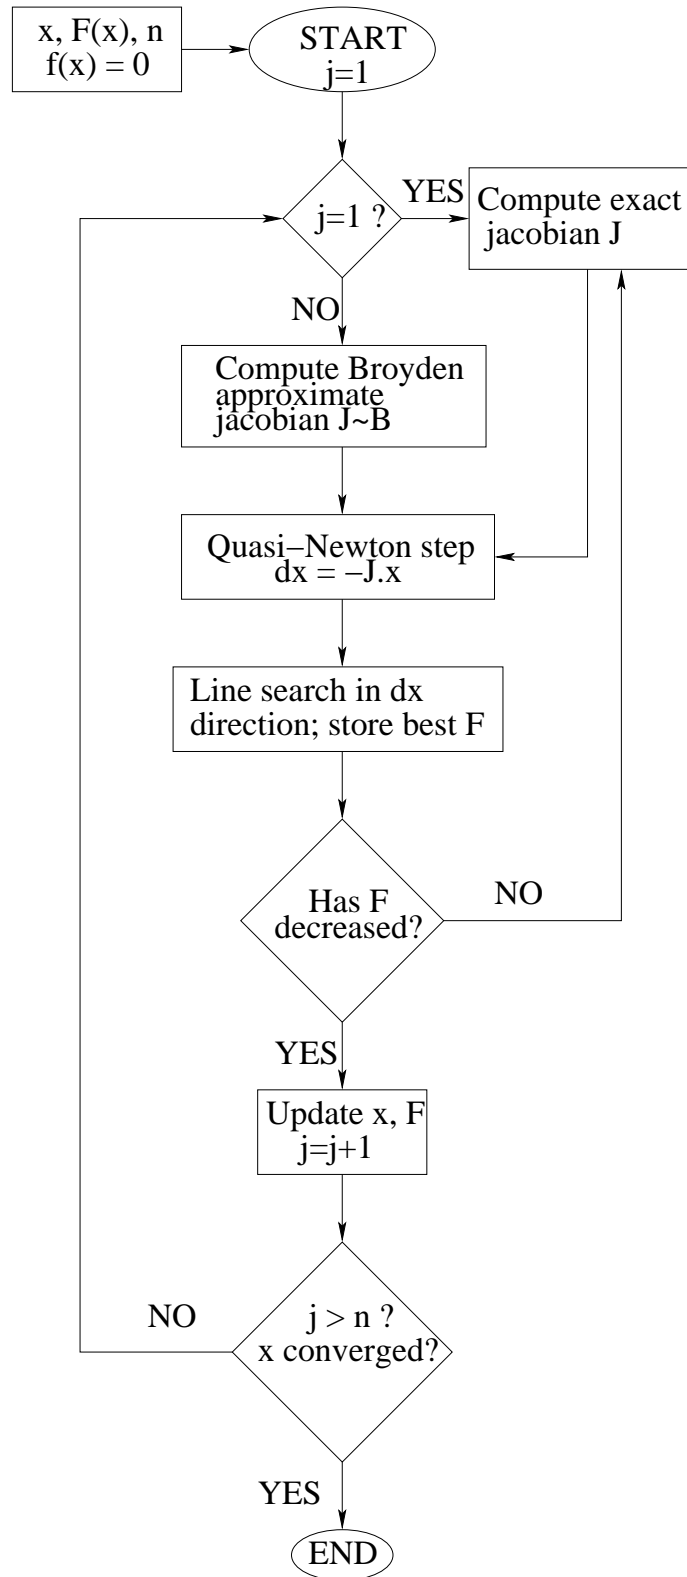 x, F(x), n
f(x) = 0
START
j=1
j=1 ?
YES
Compute exact
jacobian J
NO
Compute Broyden
approximate
jacobian J~B
Quasi−Newton step
dx = −J.x
Line search in dx
direction; store best F
Has F
decreased?
NO
YES
Update x, F
j=j+1
j > n ?
x converged?
NO
YES
END